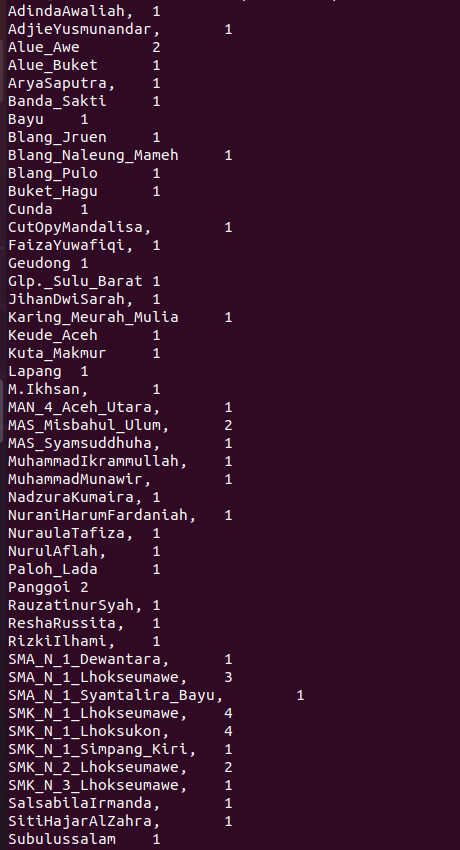 AdindaAwaliah,	1
AdjieYusmunandar,	1
Alue_Awe	2
Alue_Buket	1
AryaSaputra,	1
Banda_Sakti	1
Bayu	1
Blang_Jruen	1
Blang_Naleung_Mameh	1
Blang_Pulo	1
Buket_Hagu	1
Cunda	1
CutOpyMandalisa,	1
FaizaYuwafiqi,	1
Geudong	1
Glp._Sulu_Barat	1
JihanDwiSarah,	1
Karing_Meurah_Mulia	1
Keude_Aceh	1
Kuta_Makmur	1
Lapang	1
M.Ikhsan,	1
MAN_4_Aceh_Utara,	1
MAS_Misbahul_Ulum,	2
MAS_Syamsuddhuha,	1
MuhammadIkrammullah,	1
MuhammadMunawir,	1
NadzuraKumaira,	1
NuraniHarumFardaniah,	1
NuraulaTafiza,	1
NurulAflah,	1
Paloh_Lada	1
Panggoi	2
RauzatinurSyah,	1
ReshaRussita,	1
RizkiIlhami,	1
SMA_N_1_Dewantara,	1
SMA_N_1_Lhokseumawe,	3
SMA_N_1_Syamtalira_Bayu,	1
SMK_N_1_Lhokseumawe,	4
SMK_N_1_Lhoksukon,	4
SMK_N_1_Simpang_Kiri,	1
SMK_N_2_Lhokseumawe,	2
SMK_N_3_Lhokseumawe,	1
SalsabilaIrmanda,	1
SitiHajarAlZahra,	1
Subulussalam	1